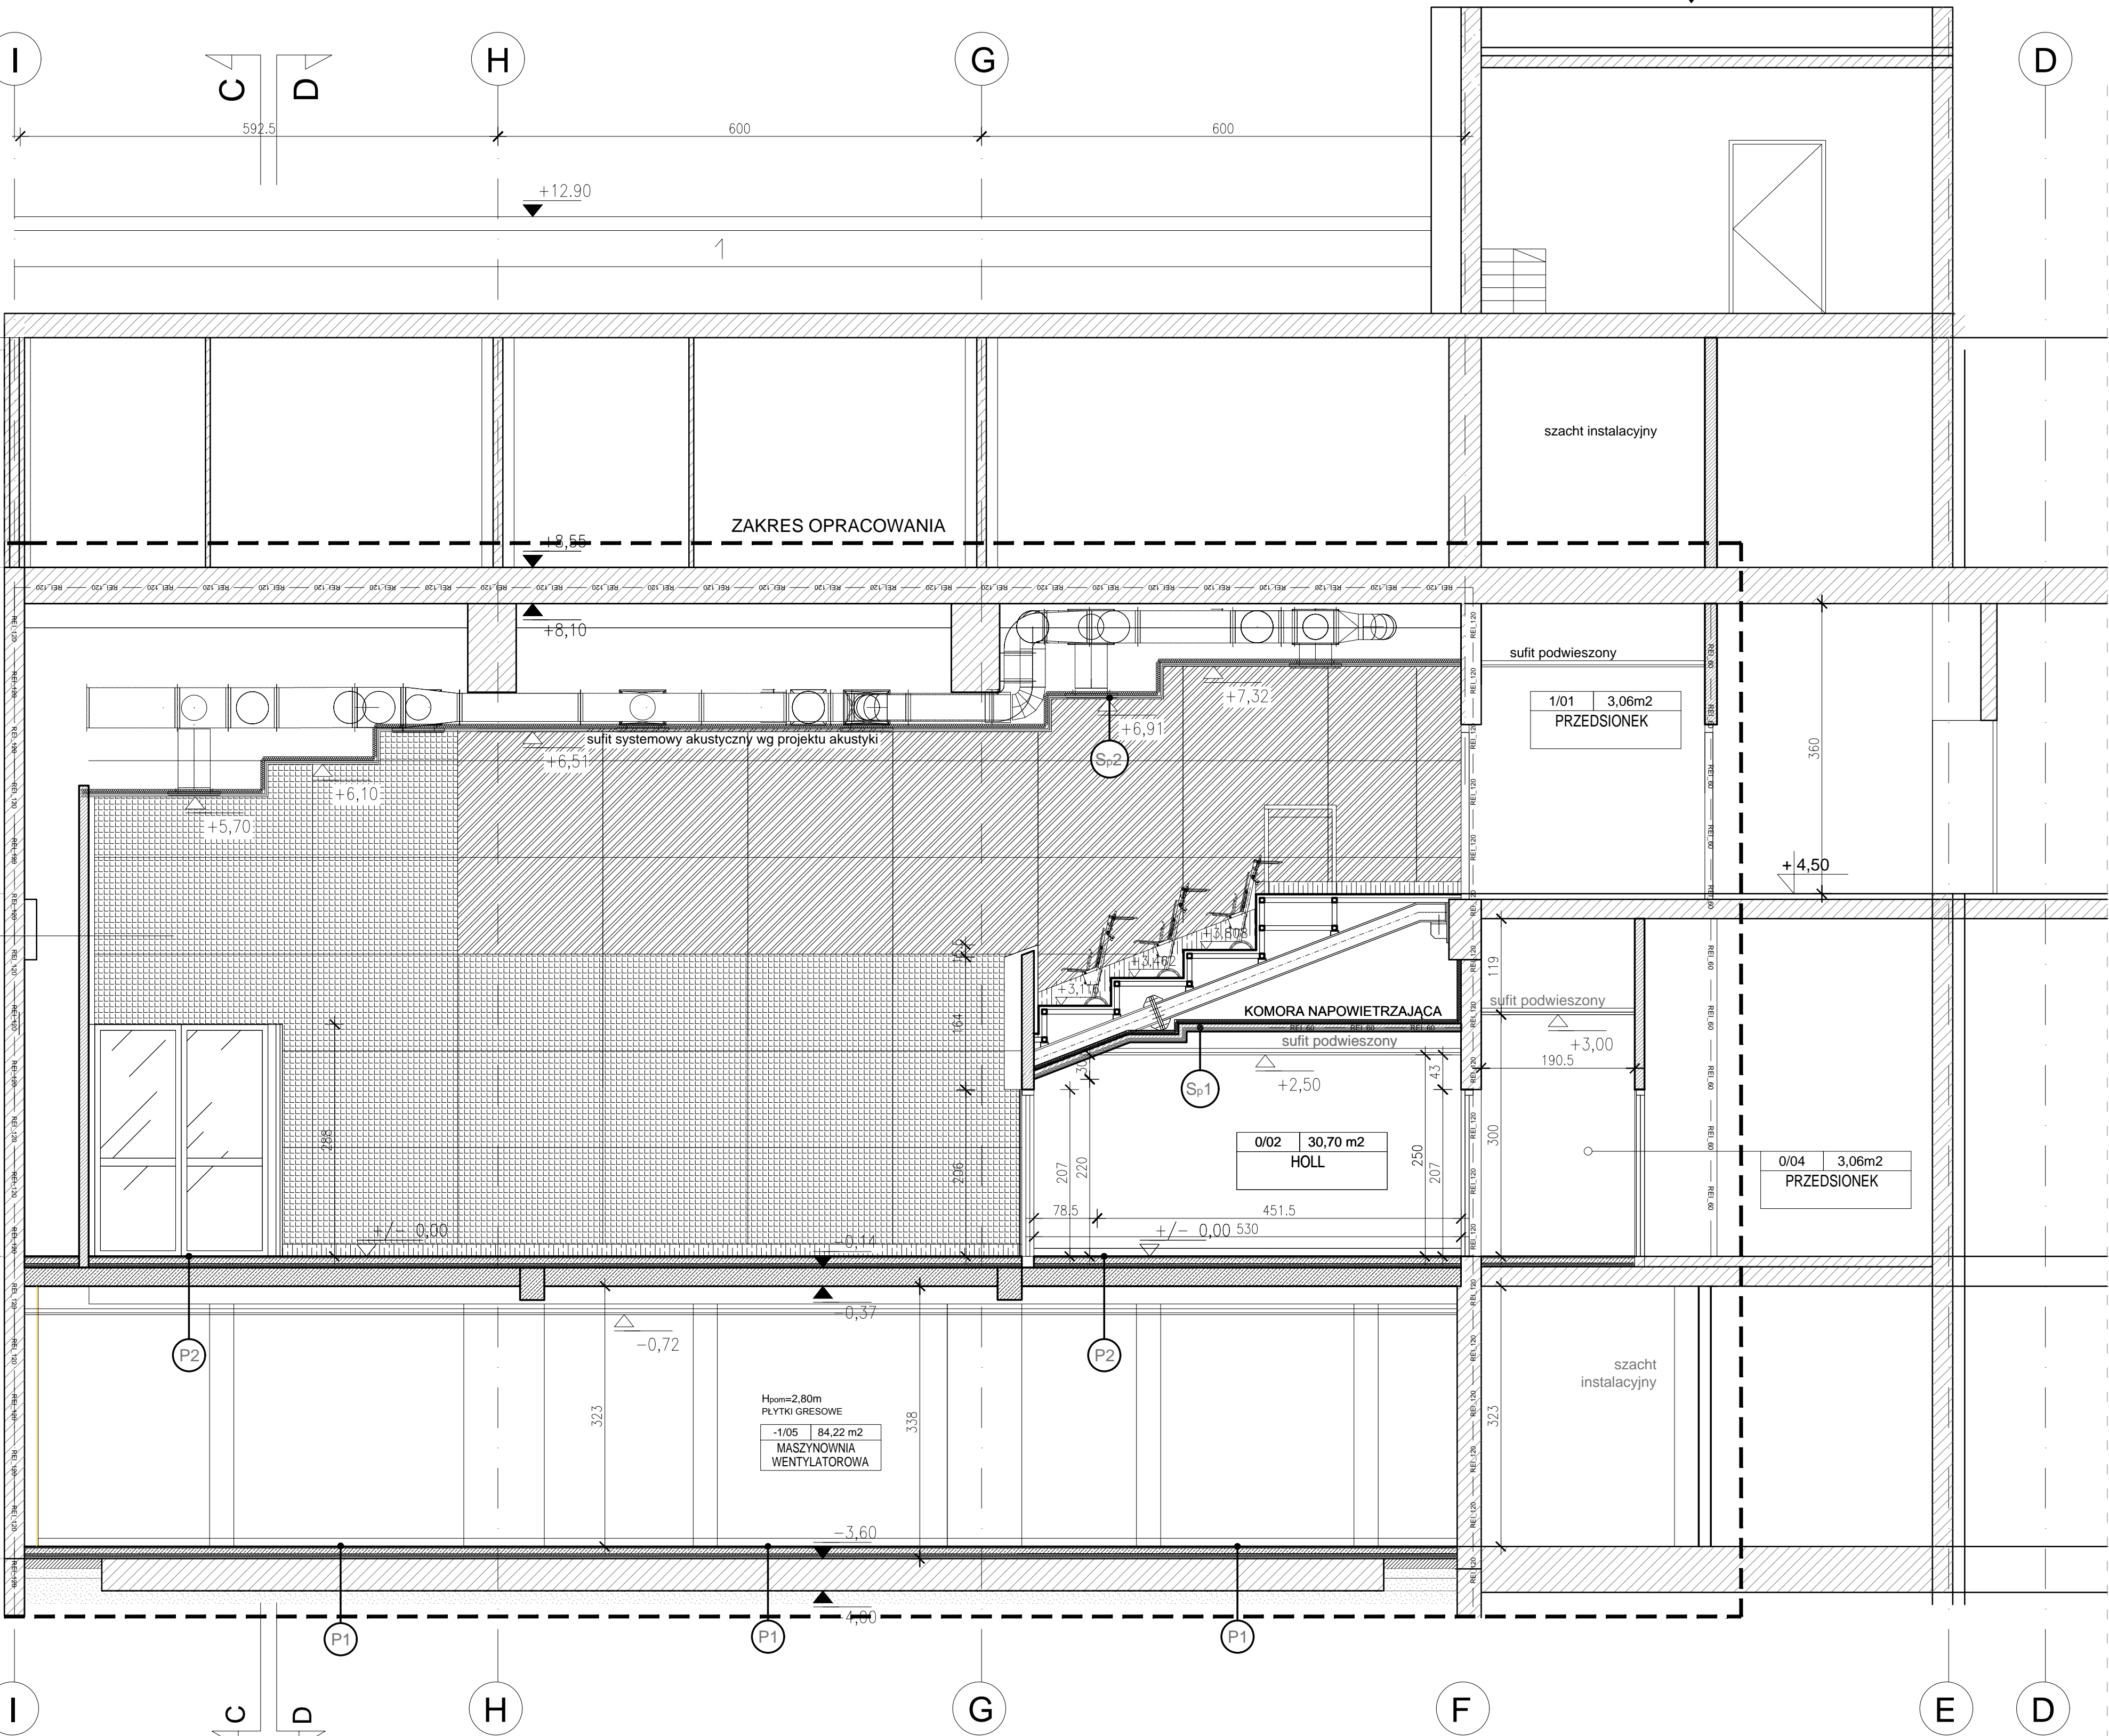 I
C
D
H
G
D
592.5
600
600
+12.90
1
szacht instalacyjny
ZAKRES OPRACOWANIA
+8,55
REI_120
+8,10
sufit podwieszony
1/01 3,06m2
PRZEDSIONEK
+7,32
+6,91
sufit systemowy akustyczny wg projektu akustyki
+6,51
Sp2
+6,10
+5,70
360
+4,50
+3,808
+3,462
+3,116
119
KOMORA NAPOWIETRZAJĄCA
REI_60 REI_60 REI_60
sufit podwieszony
sufit podwieszony
+3,00
190.5
164
30
43
+2,50
Sp1
288
206
207
220
0/02 30,70 m2
HOLL
250
207
300
0/04 3,06m2
PRZEDSIONEK
78.5
451.5
+/- 0,00
+/- 0,00
530
-0,14
-0,37
-0,72
P2
P2
szacht
instalacyjny
Hpom=2,80m
PŁYTKI GRESOWE
-1/05 84,22 m2
MASZYNOWNIA
WENTYLATOROWA
323
338
323
-3,60
-4,00
P1
P1
P1
I
C
D
H
G
F
E
D